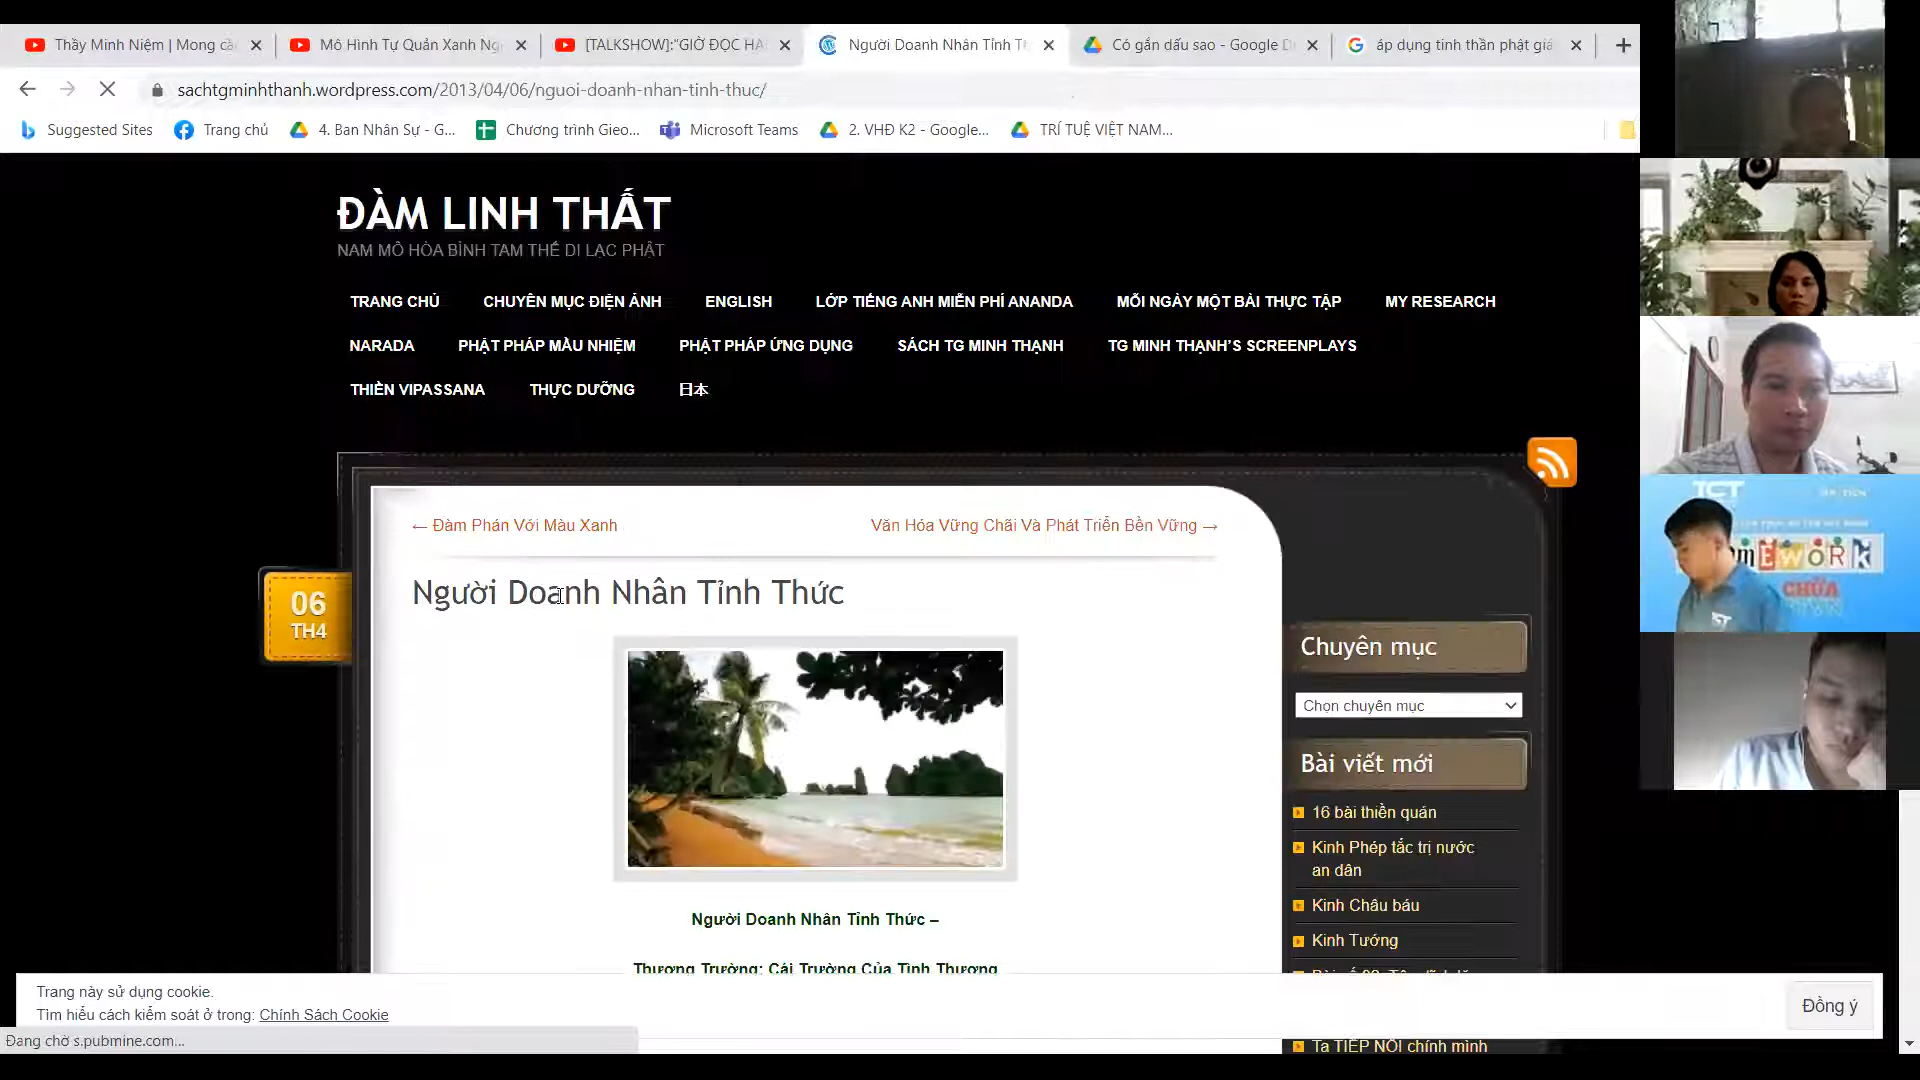 Thầy Minh Niệm | Mong cầ
Mô Hình Tự Quản Xanh Ng
[TALKSHOW]:"GIỜ ĐỌC HẠ
Người Doanh Nhân Tỉnh Th
Có gắn dấu sao - Google D
áp dụng tinh thần phật giá
sachtgminhthanh.wordpress.com/2013/04/06/nguoi-doanh-nhan-tinh-thuc/
Suggested Sites
Trang chủ
4. Ban Nhân Sự - G...
Chương trình Gieo...
Microsoft Teams
2. VHĐ K2 - Google...
TRÍ TUỆ VIỆT NAM...
ĐÀM LINH THẤT
NAM MÔ HÒA BÌNH TAM THẾ DI LẠC PHẬT
TRANG CHỦ
CHUYÊN MỤC ĐIỆN ẢNH
ENGLISH
LỚP TIẾNG ANH MIỄN PHÍ ANANDA
MỖI NGÀY MỘT BÀI THỰC TẬP
MY RESEARCH
NARADA
PHẬT PHÁP MẦU NHIỆM
PHẬT PHÁP ỨNG DỤNG
SÁCH TG MINH THẠNH
TG MINH THẠNH'S SCREENPLAYS
THIỀN VIPASSANA
THỰC DƯỠNG
日本
← Đàm Phán Với Màu Xanh
Văn Hóa Vững Chãi Và Phát Triển Bền Vững →
06
TH4
Người Doanh Nhân Tỉnh Thức
Người Doanh Nhân Tỉnh Thức –
Thương Trường: Cái Trường Của Tình Thương
Chuyên mục
Chọn chuyên mục
Bài viết mới
16 bài thiền quán
Kinh Phép tắc trị nước
an dân
Kinh Châu báu
Kinh Tướng
Ta TIẾP NỐI chính mình
Trang này sử dụng cookie.
Tìm hiểu cách kiểm soát ở trong: Chính Sách Cookie
Đồng ý
Đang chờ s.pubmine.com...
TCT
EWORK
CHỮA